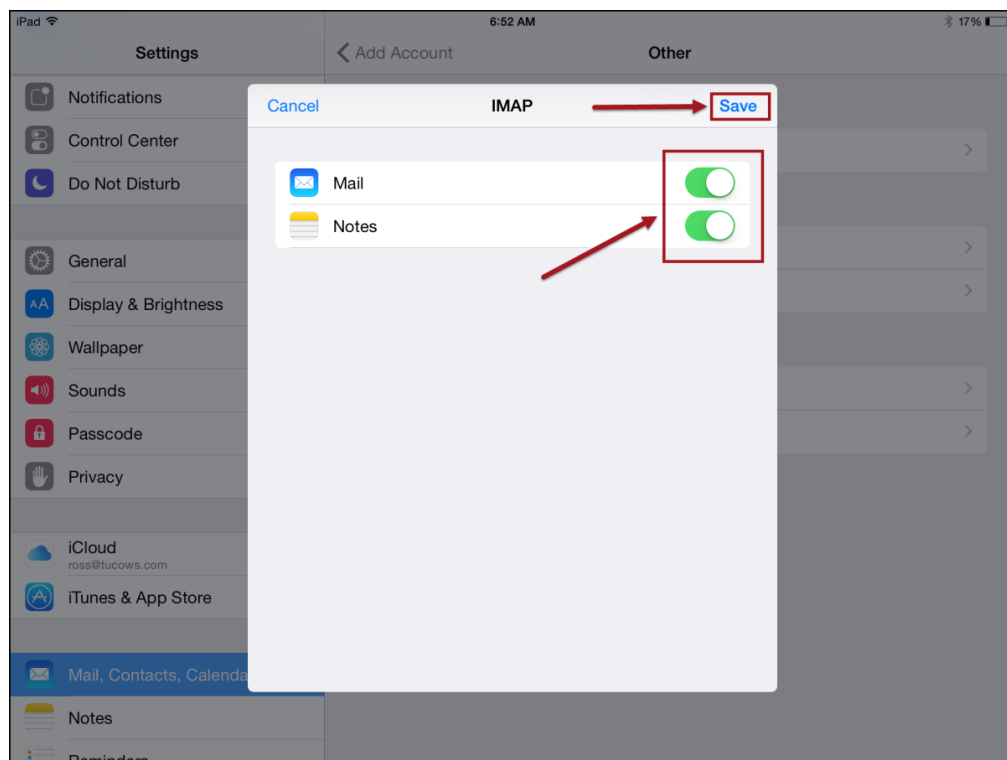 iPad 6:52 AM 17%
Settings
Add Account Other
Notifications
Control Center
Do Not Disturb
General
AA Display & Brightness
Wallpaper
Sounds
Passcode
Privacy
iCloud
ross@tucows.com
iTunes & App Store
Mail, Contacts, Calenda
Notes
Reminders
Cancel IMAP Save
Mail
Notes